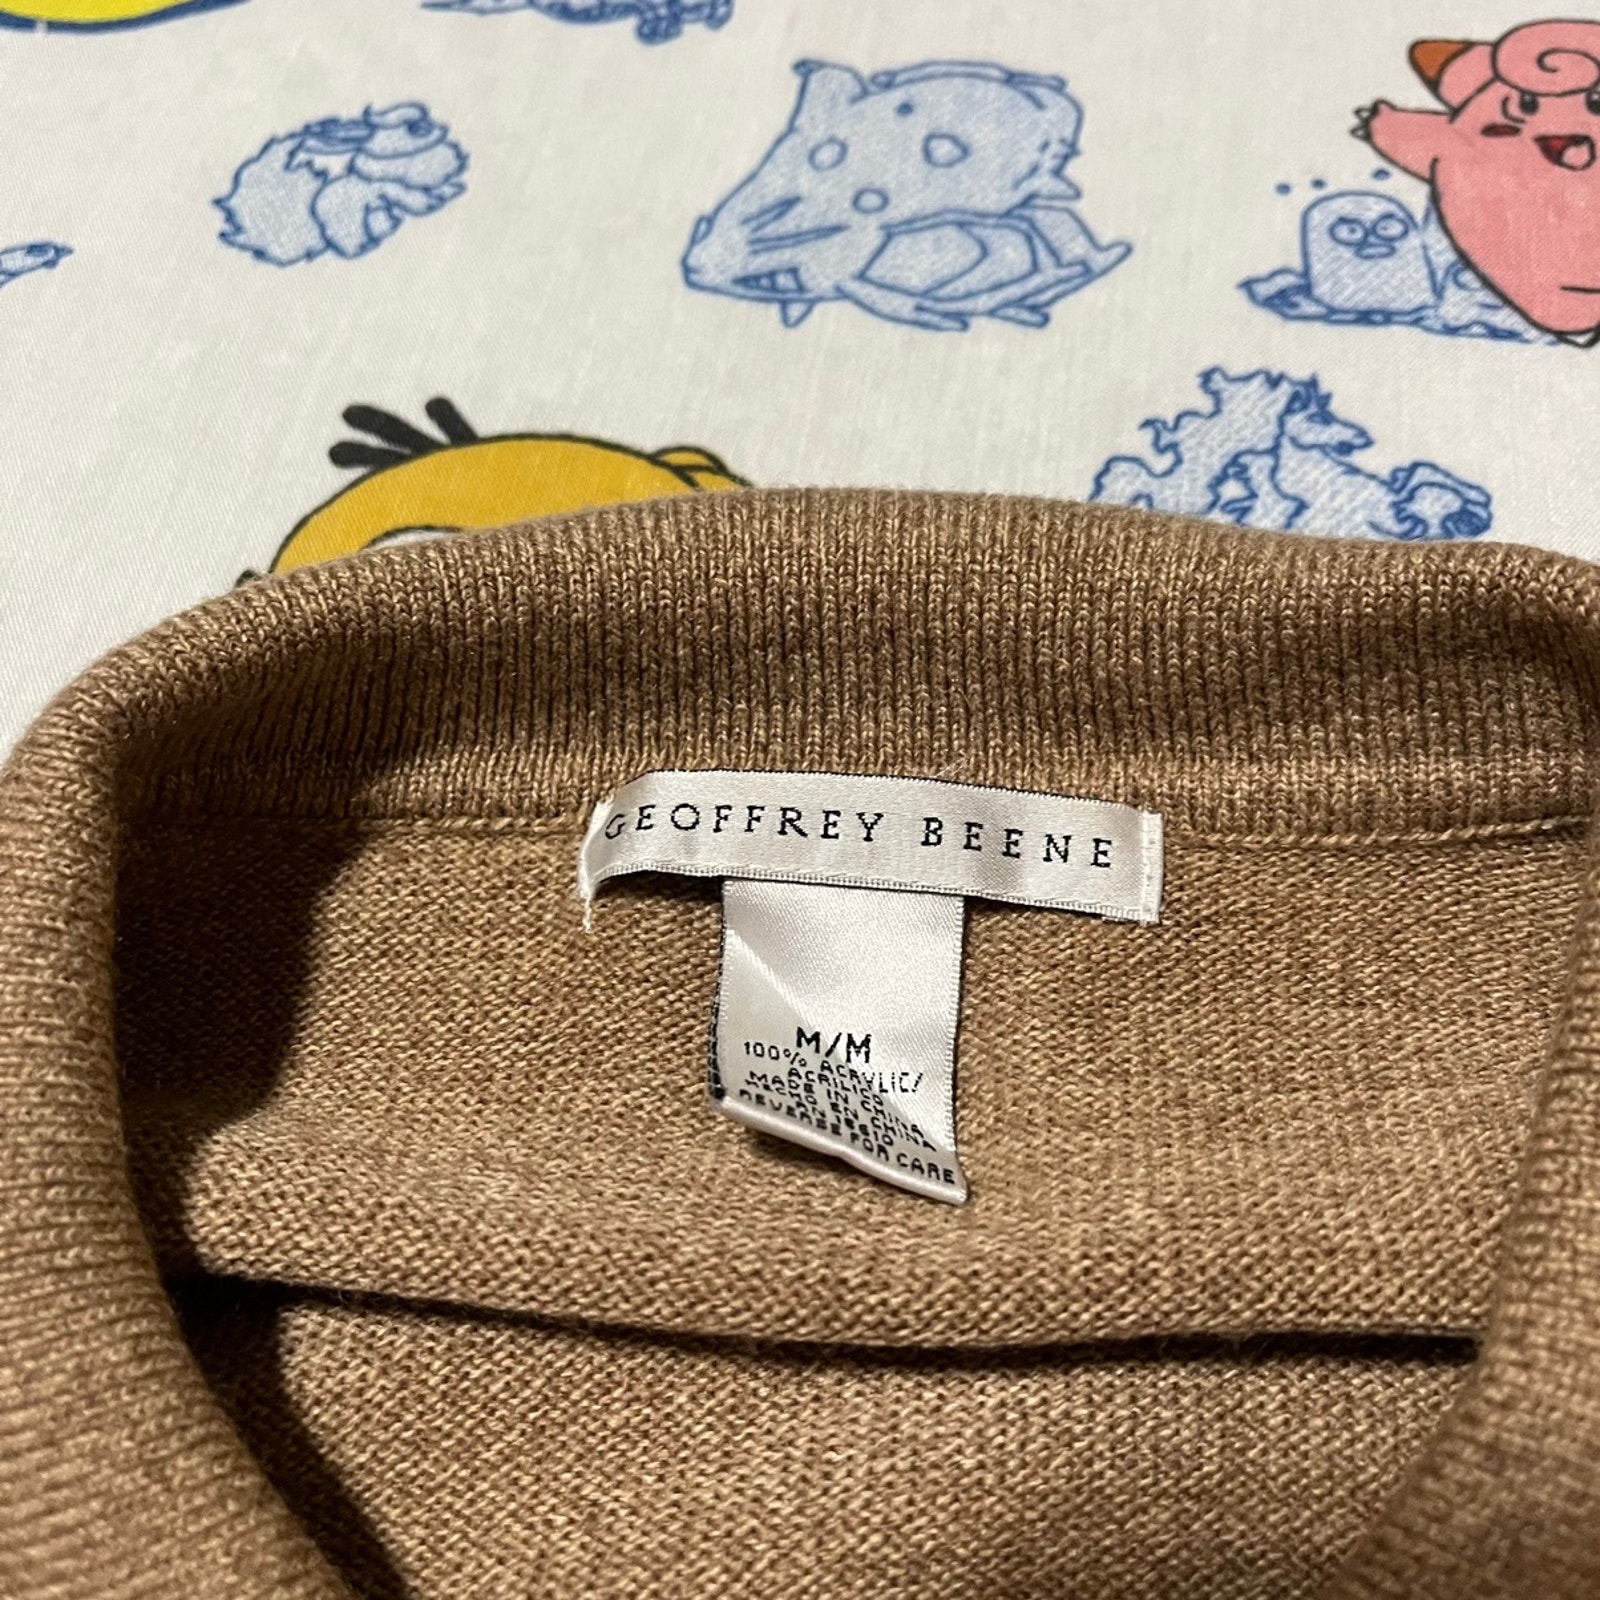 GEOFFREY BEENE
M/M
100% ACRYLIC/
ACRILICO
MADE IN CHINA
HECHO EN CHINA
REVERSE FOR CARE